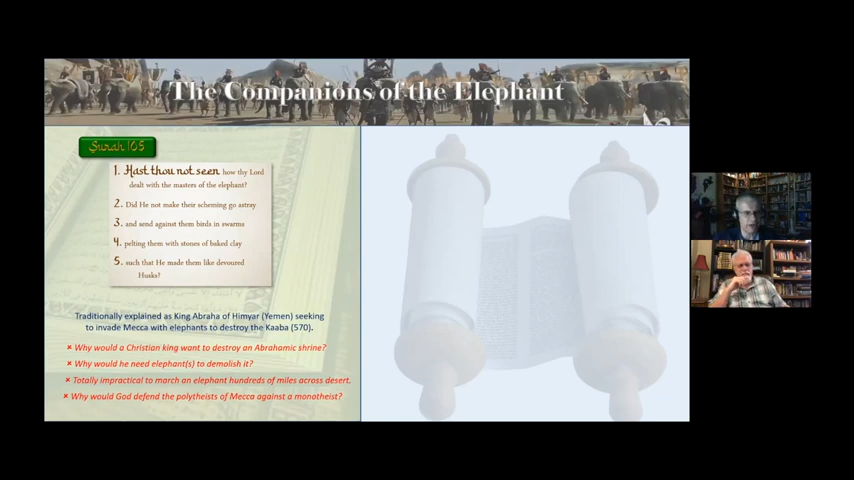 The Companions of the Elephant
Surah 105
1. Hast thou not seen how thy Lord
dealt with the masters of the elephant?
2. Did He not make their scheming go astray
3. and send against them birds in swarms
4. pelting them with stones of baked clay
5. such that He made them like devoured
Husks?
Traditionally explained as King Abraha of Himyar (Yemen) seeking
to invade Mecca with elephants to destroy the Kaaba (570).
× Why would a Christian king want to destroy an Abrahamic shrine?
× Why would he need elephant(s) to demolish it?
× Totally impractical to march an elephant hundreds of miles across desert.
× Why would God defend the polytheists of Mecca against a monotheist?